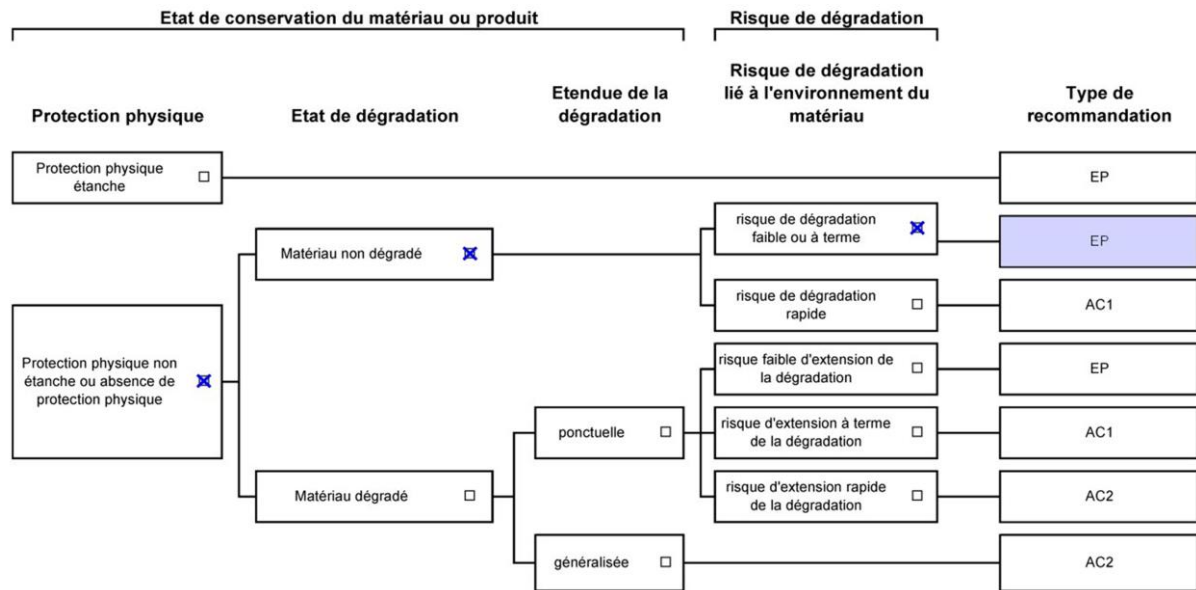 Etat de conservation du matériau ou produit
Risque de dégradation
Protection physique
Etat de dégradation
Etendue de la
dégradation
Risque de dégradation
lié à l'environnement du
matériau
Type de
recommandation
Protection physique
étanche
EP
risque de dégradation
faible ou à terme
EP
Matériau non dégradé
risque de dégradation
rapide
AC1
Protection physique non
étanche ou absence de
protection physique
risque faible d'extension de
la dégradation
EP
ponctuelle
risque d'extension à terme
de la dégradation
AC1
Matériau dégradé
risque d'extension rapide
de la dégradation
AC2
généralisée
AC2